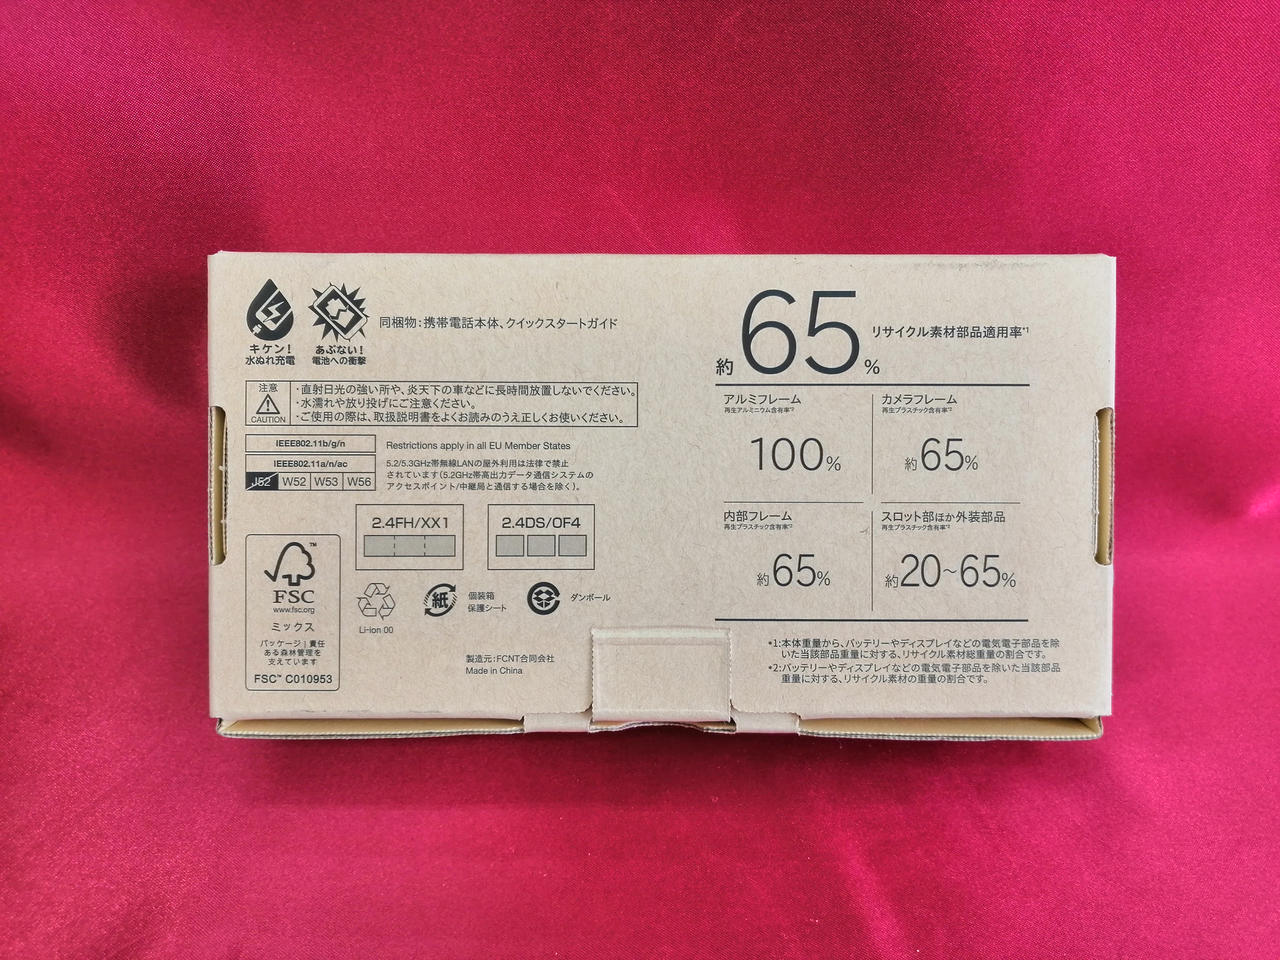 キケン!
水ぬれ充電
あぶない!
電池への衝撃
同梱物:携帯電話本体、クイックスタートガイド
注意
CAUTION
・直射日光の強い所や、炎天下の車などに長時間放置しないでください。
・水濡れや放り投げにご注意ください。
・ご使用の際は、取扱説明書をよくお読みのうえ正しくお使いください。
IEEE802.11b/g/n
IEEE802.11a/n/ac
J52 W52 W53 W56
Restrictions apply in all EU Member States
5.2/5.3GHz帯無線LANの屋外利用は法律で禁止
されています(5.2GHz帯高出力データ通信システムの
アクセスポイント/中継局と通信する場合を除く)。
2.4FH/XX1
2.4DS/OF4
FSC™
www.fsc.org
ミックス
パッケージ|責任
ある森林管理を
支えています
FSC™ C010953
Li-ion 00
紙
個装箱
保護シート
ダンボール
製造元:FCNT合同会社
Made in China
約65% リサイクル素材部品適用率*1
アルミフレーム
再生アルミニウム含有率*2
100%
カメラフレーム
再生プラスチック含有率*2
約65%
内部フレーム
再生プラスチック含有率*2
約65%
スロット部ほか外装部品
再生プラスチック含有率*2
約20~65%
*1:本体重量から、バッテリーやディスプレイなどの電気電子部品を除
いた当該部品重量に対する、リサイクル素材総重量の割合です。
*2:バッテリーやディスプレイなどの電気電子部品を除いた当該部品
重量に対する、リサイクル素材の重量の割合です。